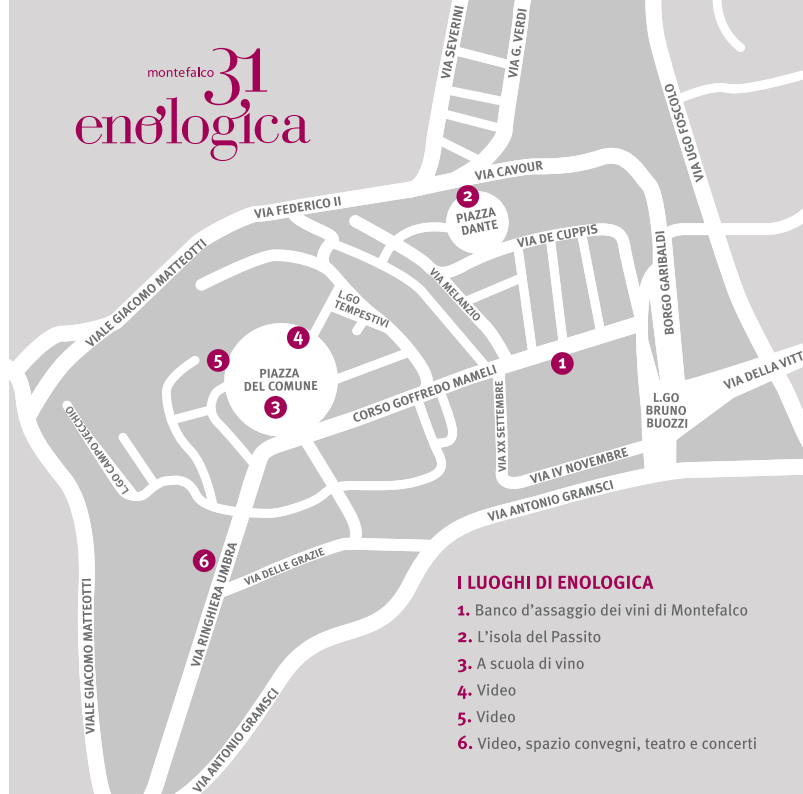 montefalco 31
enologica
VIA SEVERINI
VIA G. VERDI
VIA UGO FOSCOLO
VIA CAVOUR
VIA FEDERICO II
2
PIAZZA
DANTE
VIA DE CUPPIS
VIALE GIACOMO MATTEOTTI
VIA MELANZIO
BORGO GARIBALDI
L.GO
TEMPESTIVI
4
5
1
PIAZZA
DEL COMUNE
3
CORSO GOFFREDO MAMELI
VIA DELLA VITT
L.GO
BRUNO
BUOZZI
L.GO CAMPO VECCHIO
VIA XX SETTEMBRE
VIA IV NOVEMBRE
VIA ANTONIO GRAMSCI
6
VIA DELLE GRAZIE
VIA RINGHIERA UMBRA
VIALE GIACOMO MATTEOTTI
VIA ANTONIO GRAMSCI
I LUOGHI DI ENOLOGICA
1. Banco d'assaggio dei vini di Montefalco
2. L'isola del Passito
3. A scuola di vino
4. Video
5. Video
6. Video, spazio convegni, teatro e concerti